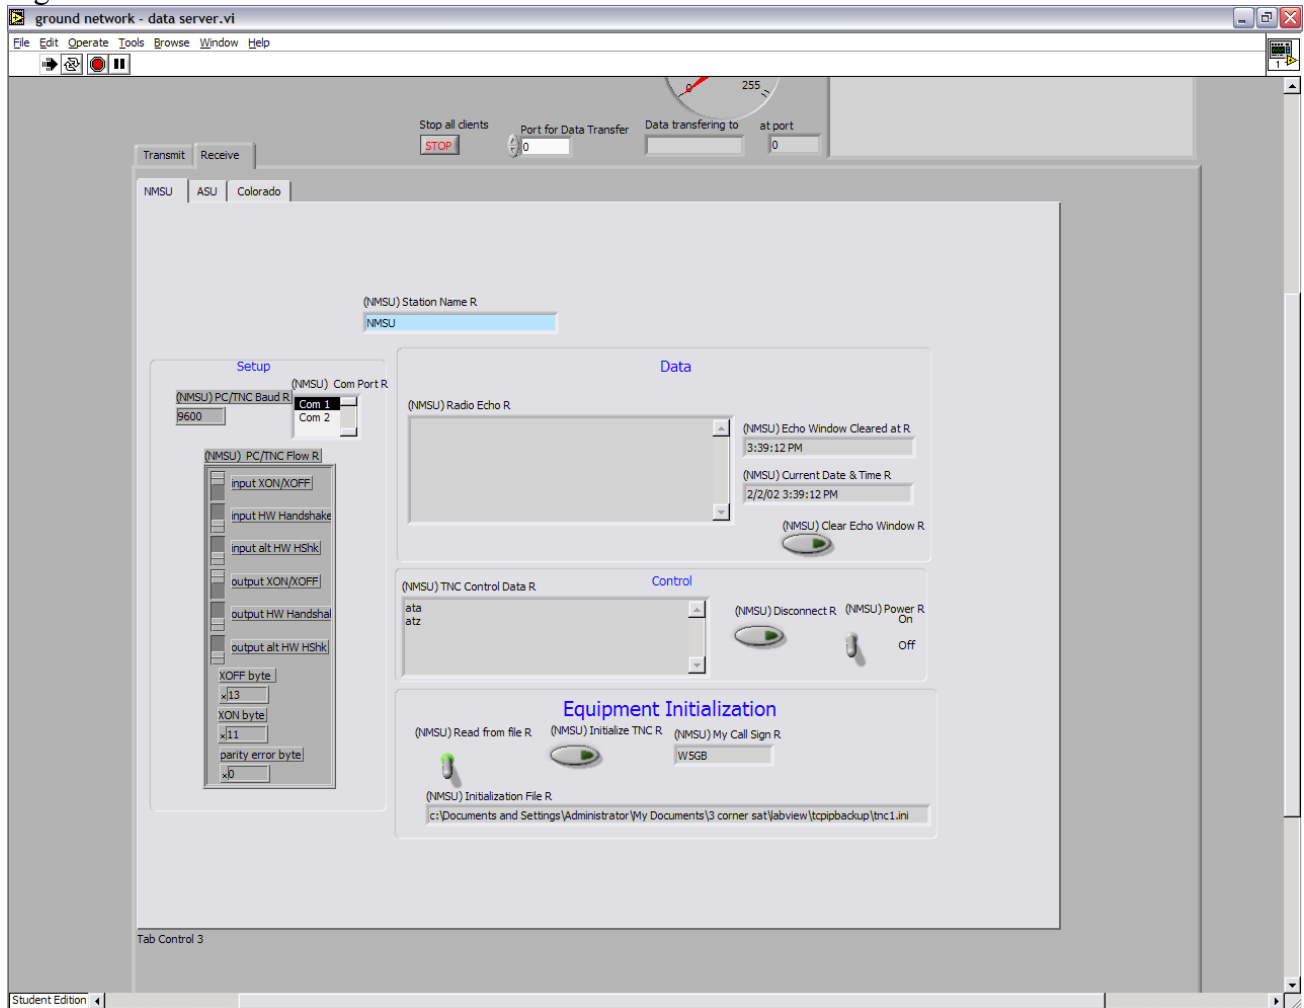 ground network - data server.vi
File Edit Operate Tools Browse Window Help
1
0 255
Stop all clients Port for Data Transfer Data transfering to at port
STOP 0 0
Transmit Receive
NMSU ASU Colorado
(NMSU) Station Name R
NMSU
Setup
(NMSU) Com Port R
(NMSU) PC/TNC Baud R
9600
Com 1
Com 2
(NMSU) PC/TNC Flow R
input XON/XOFF
input HW Handshake
input alt HW HShk
output XON/XOFF
output HW Handshal
output alt HW HShk
XOFF byte
x13
XON byte
x11
parity error byte
x0
Data
(NMSU) Radio Echo R
(NMSU) Echo Window Cleared at R
3:39:12 PM
(NMSU) Current Date & Time R
2/2/02 3:39:12 PM
(NMSU) Clear Echo Window R
Control
(NMSU) TNC Control Data R
ata
atz
(NMSU) Disconnect R (NMSU) Power R
On
Off
Equipment Initialization
(NMSU) Read from file R (NMSU) Initialize TNC R (NMSU) My Call Sign R
W5GB
(NMSU) Initialization File R
c:\Documents and Settings\Administrator\My Documents\3 corner sat\labview\tcpipbackup\tnc1.ini
Tab Control 3
Student Edition